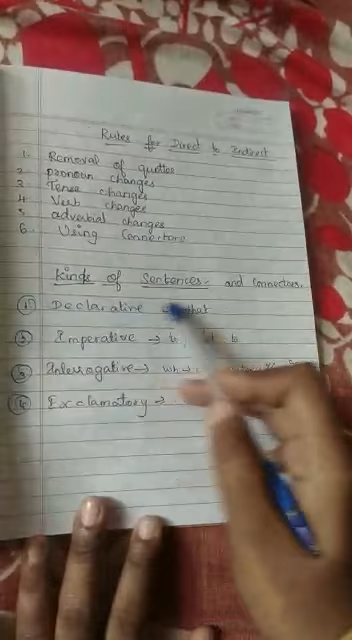 Rules for Direct to Indirect
1. Removal of quotes
2. pronoun changes
3. Tense changes
4. Verb changes
5. adverbial changes
6. Using Connectors
Kinds of Sentences - and Connectors.
① Declarative that
② Imperative → to, to
③ Interrogative → wh
④ Exclamatory →